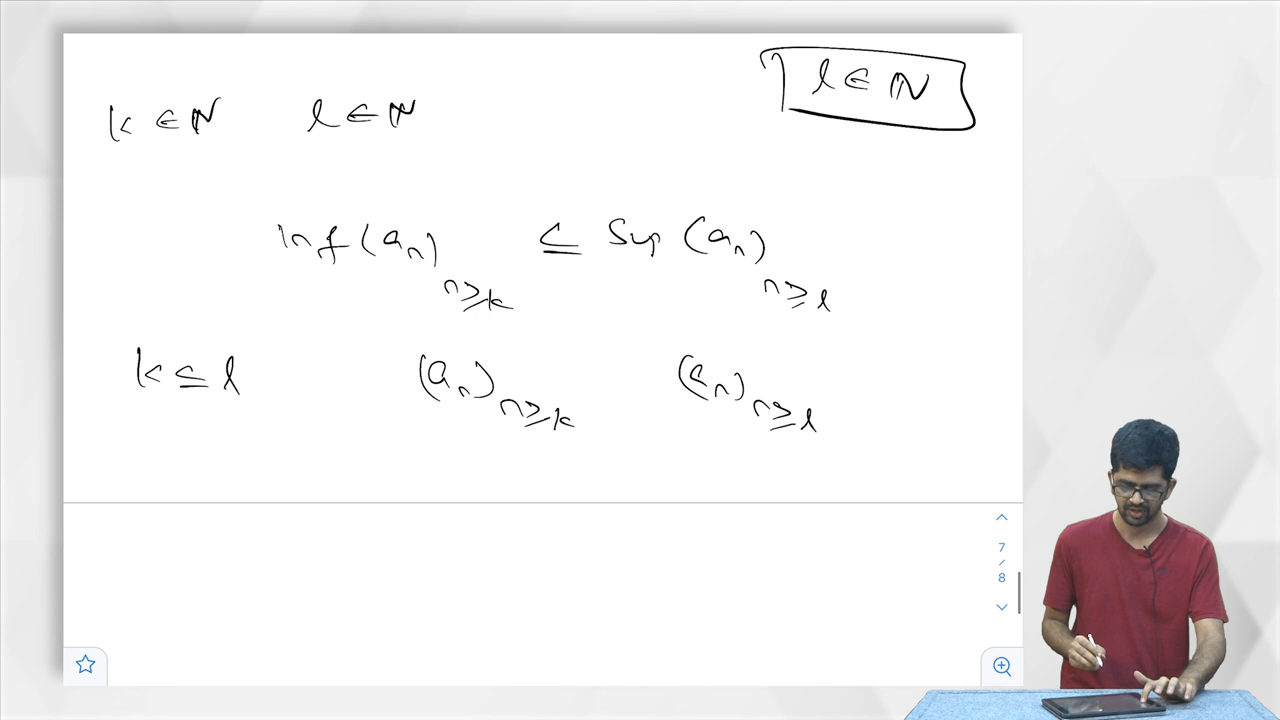 l ∈ ℕ
k ∈ ℕ l ∈ ℕ
inf (aₙ)ₙ≥ₖ ≤ Sup (aₙ)ₙ≥ₗ
k ≤ l (aₙ)ₙ≥ₖ (aₙ)ₙ≥ₗ
7
/
8